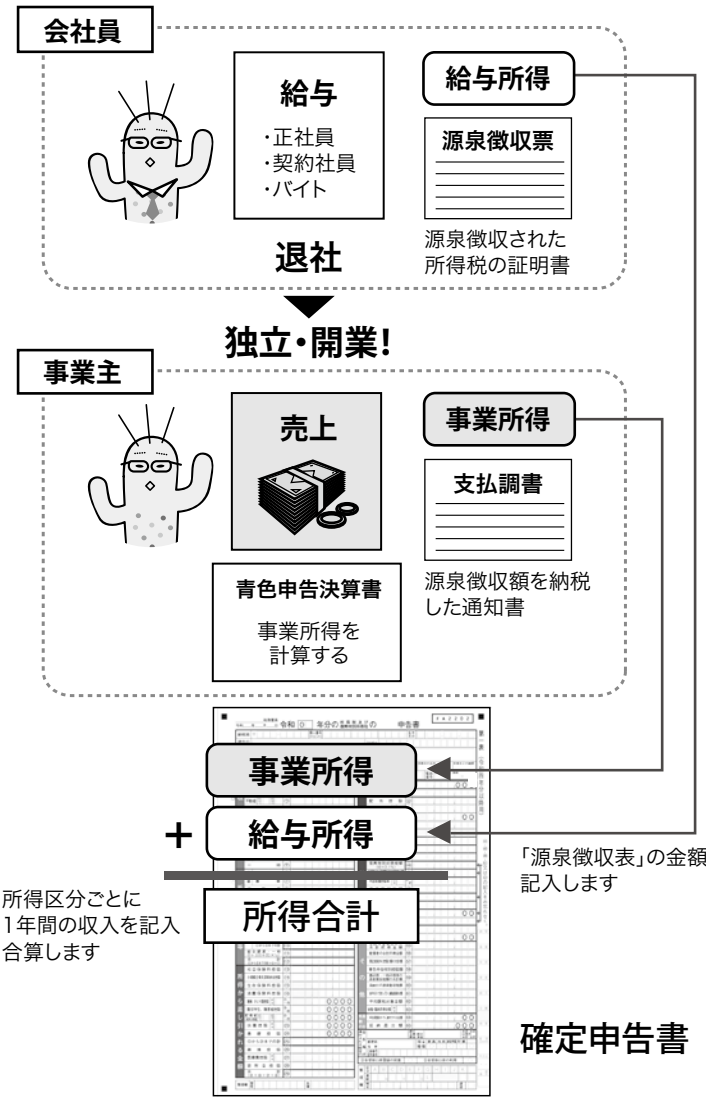 会社員
給与
・正社員
・契約社員
・バイト
給与所得
源泉徴収票
源泉徴収された
所得税の証明書
退社
独立・開業!
事業主
売上
事業所得
支払調書
源泉徴収額を納税
した通知書
青色申告決算書
事業所得を
計算する
令和 0 年分の
の 申告書
事業所得
+
給与所得
「源泉徴収表」の金額
記入します
所得区分ごとに
1年間の収入を記入
合算します
所得合計
確定申告書